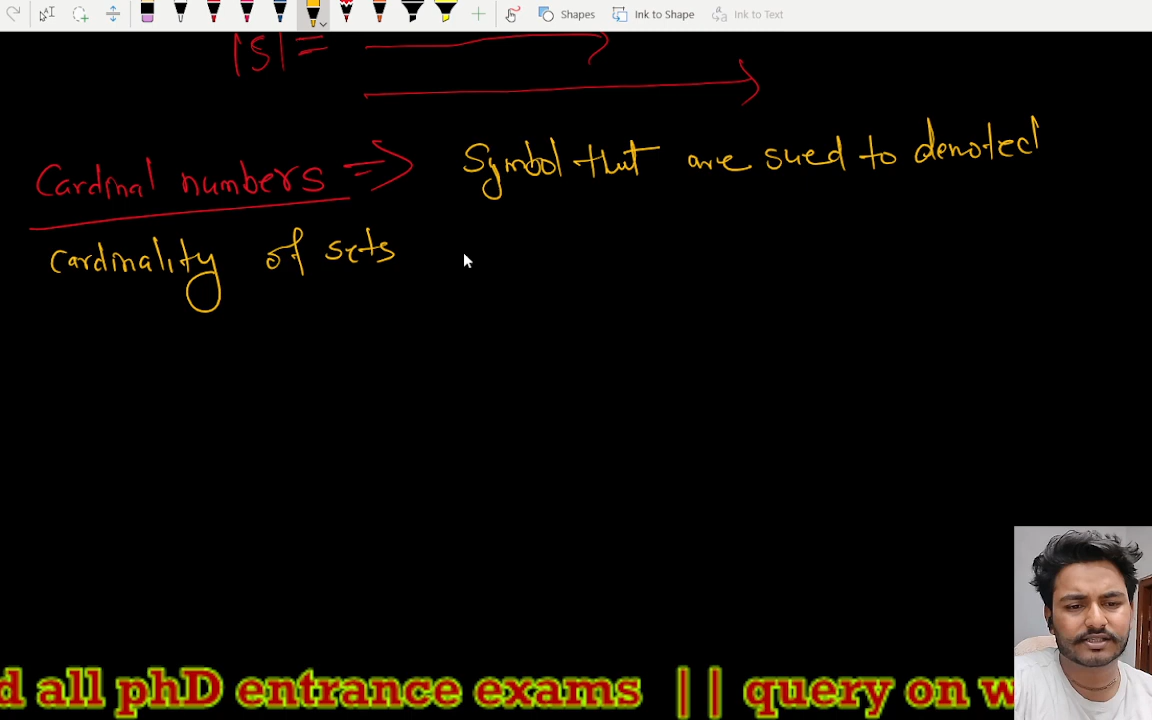 Shapes Ink to Shape Ink to Text
|S| =
Cardinal numbers => Symbol that are sued to denoted
cardinality of sets
d all phD entrance exams || query on w